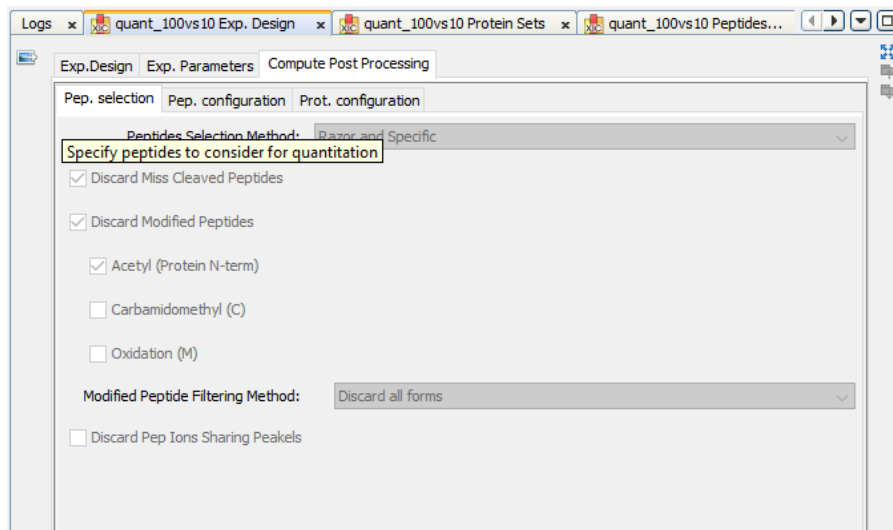 Logs x quant_100vs10 Exp. Design x quant_100vs10 Protein Sets x quant_100vs10 Peptides...
Exp.Design Exp. Parameters Compute Post Processing
Pep. selection Pep. configuration Prot. configuration
Peptides Selection Method: Razor and Specific
Specify peptides to consider for quantitation
Discard Miss Cleaved Peptides
Discard Modified Peptides
Acetyl (Protein N-term)
Carbamidomethyl (C)
Oxidation (M)
Modified Peptide Filtering Method: Discard all forms
Discard Pep Ions Sharing Peakels